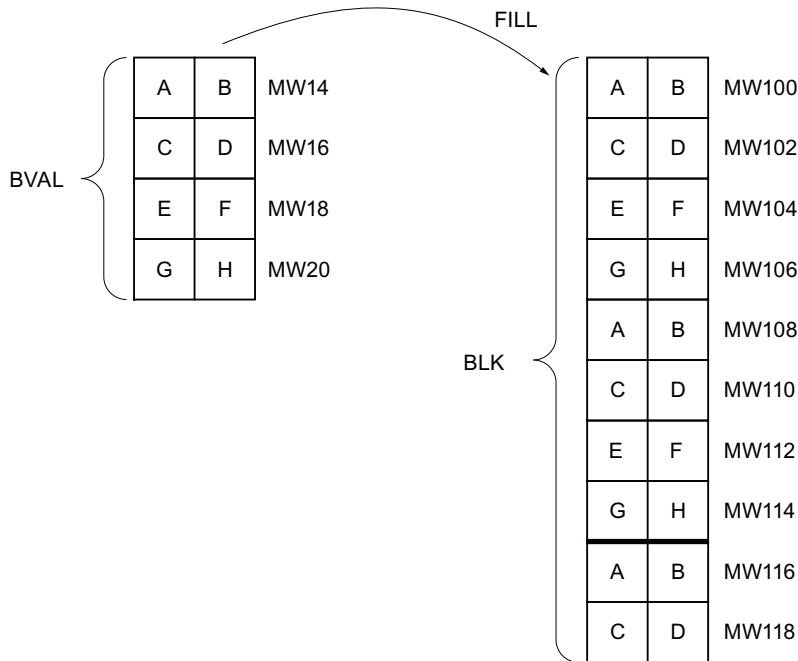 FILL
A B MW14
C D MW16
E F MW18
G H MW20
BVAL
A B MW100
C D MW102
E F MW104
G H MW106
A B MW108
C D MW110
E F MW112
G H MW114
A B MW116
C D MW118
BLK